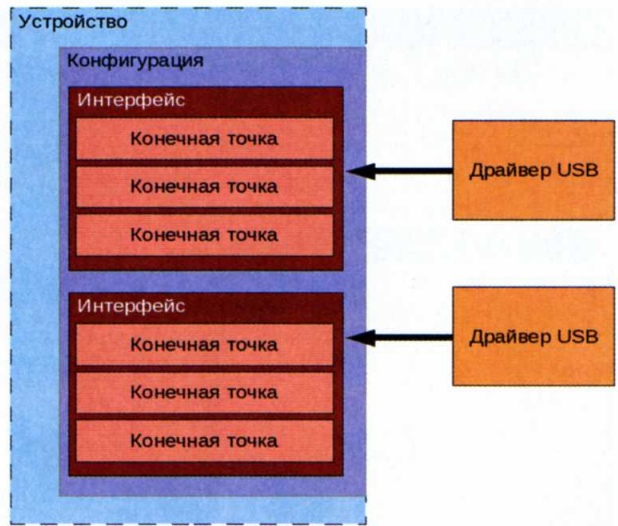 Устройство
Конфигурация
Интерфейс
Конечная точка
Конечная точка
Конечная точка
Драйвер USB
Интерфейс
Конечная точка
Конечная точка
Конечная точка
Драйвер USB